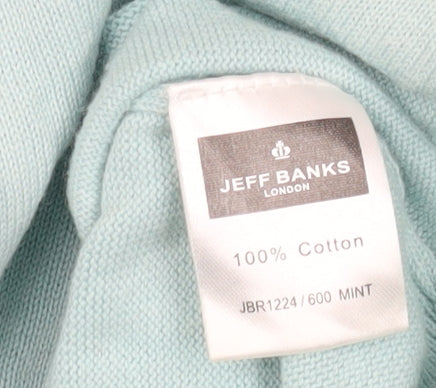 JEFF BANKS
LONDON
100% Cotton
JBR1224/600 MINT